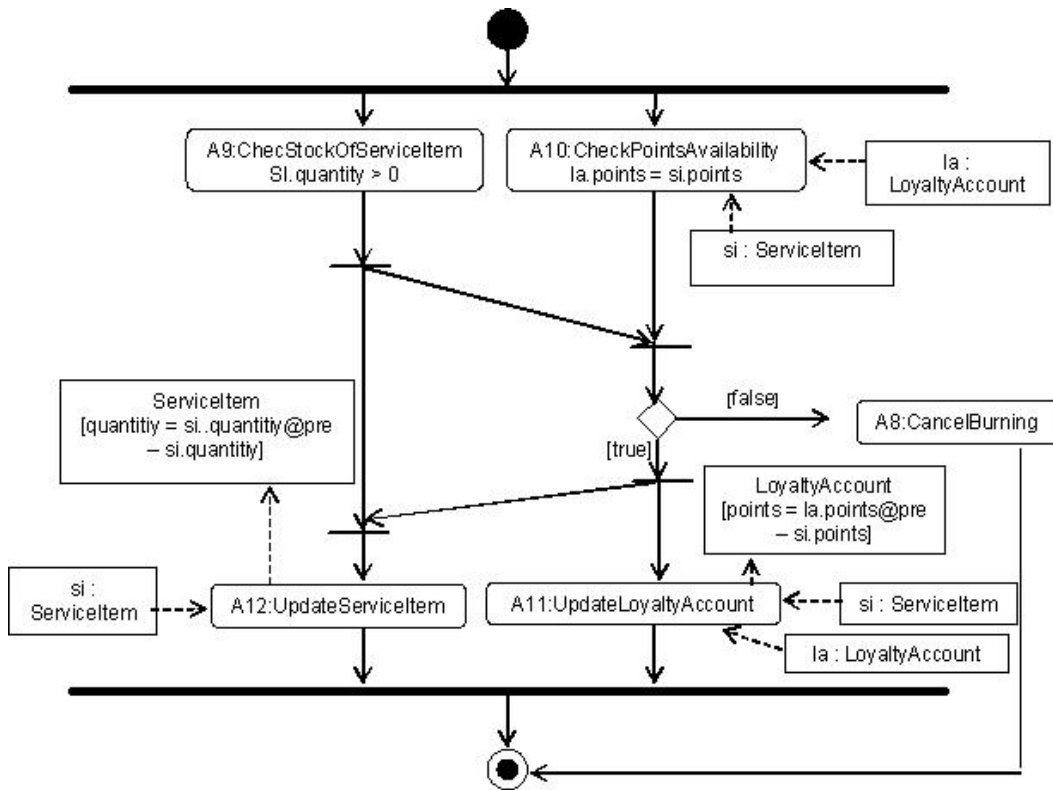 A9:ChecStockOfServiceItem
SI.quantity > 0
A10:CheckPointsAvailability
la.points = si.points
la :
LoyaltyAccount
si : ServiceItem
ServiceItem
[quantitiy = si..quantitiy@pre
– si.quantitiy]
[false]
A8:CancelBurning
[true]
LoyaltyAccount
[points = la.points@pre
– si.points]
si :
ServiceItem
A12:UpdateServiceItem
A11:UpdateLoyaltyAccount
si : ServiceItem
la : LoyaltyAccount